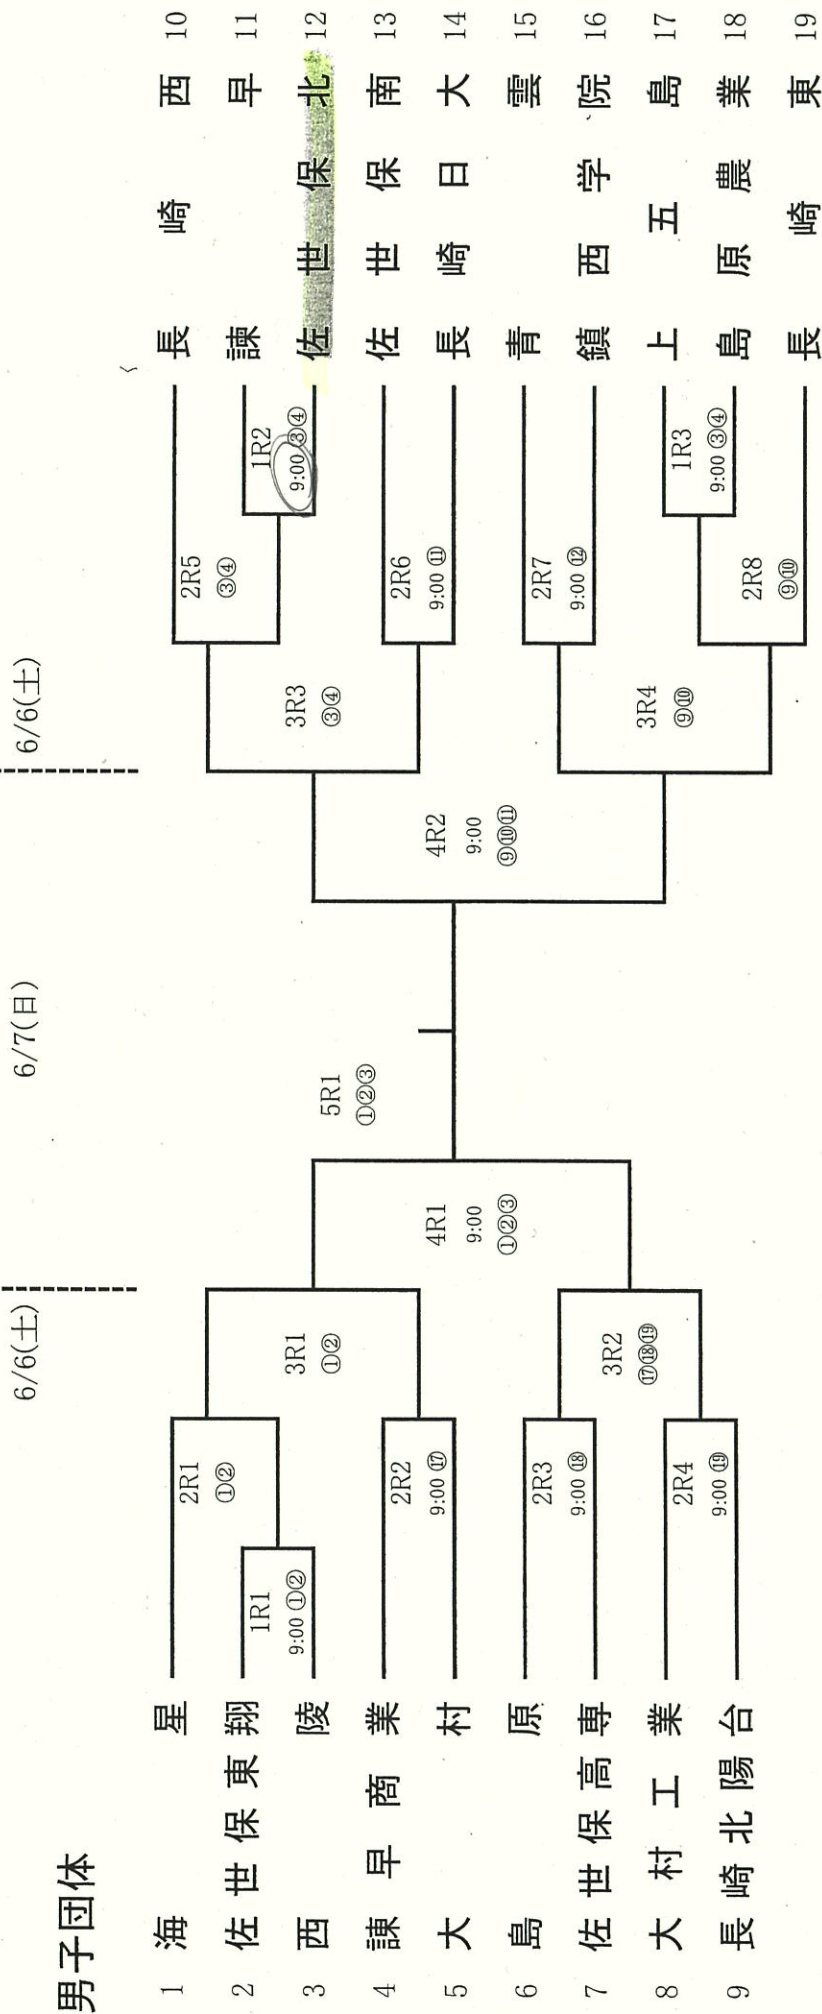 男子団体
6/6(土)
6/7(日)
6/6(土)
1 海星
2 佐世保東翔
3 西陵
4 諫早商業
5 大村
6 島原
7 佐世保高専
8 大村工業
9 長崎北陽台
1R1
9:00 ①②
2R1
①②
2R2
9:00 ⑰
2R3
9:00 ⑱
2R4
9:00 ⑲
3R1
①②
3R2
⑰⑱⑲
4R1
9:00
①②③
5R1
①②③
4R2
9:00
⑨⑩⑪
3R3
③④
3R4
⑨⑩
2R5
③④
2R6
9:00 ⑪
2R7
9:00 ⑫
2R8
⑨⑩
1R2
9:00 ③④
1R3
9:00 ③④
長崎西 10
諫早 11
佐世保北 12
佐世保南 13
長崎日大 14
青雲 15
鎮西学院 16
上五島 17
島原農業 18
長崎東 19